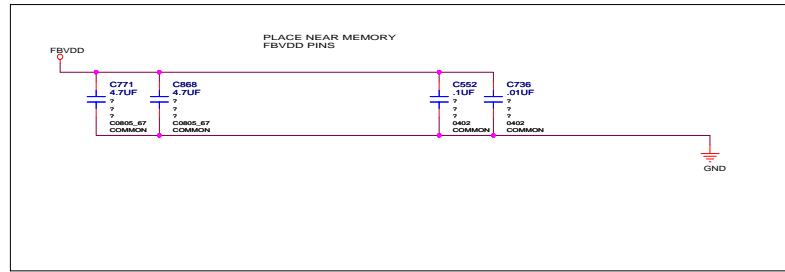 PLACE NEAR MEMORY
FBVDD PINS
FBVDD
C771
4.7UF
?
?
?
C0805_67
COMMON
C868
4.7UF
?
?
?
C0805_67
COMMON
C552
.1UF
?
?
?
0402
COMMON
C736
.01UF
?
?
?
0402
COMMON
GND